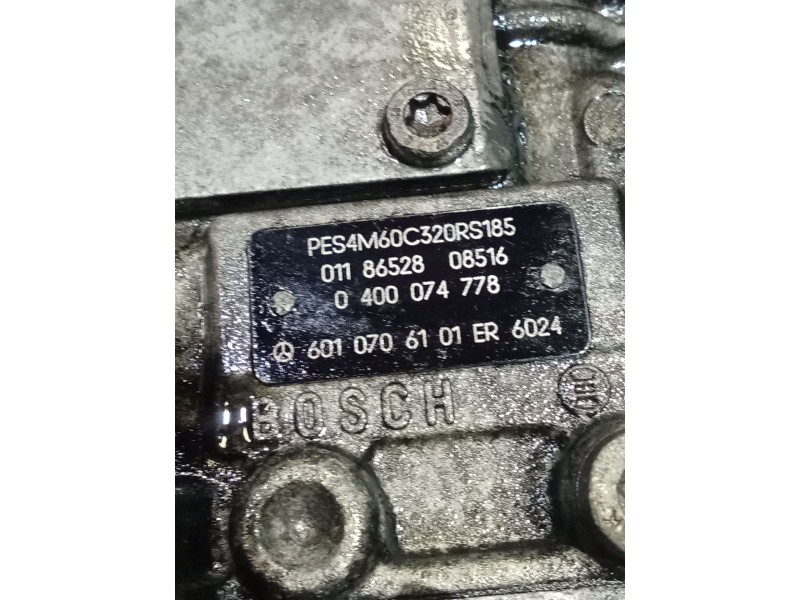 PES4M60C320RS185
011 86528 08516
0 400 074 778
601 070 61 01 ER 6024
BOSCH